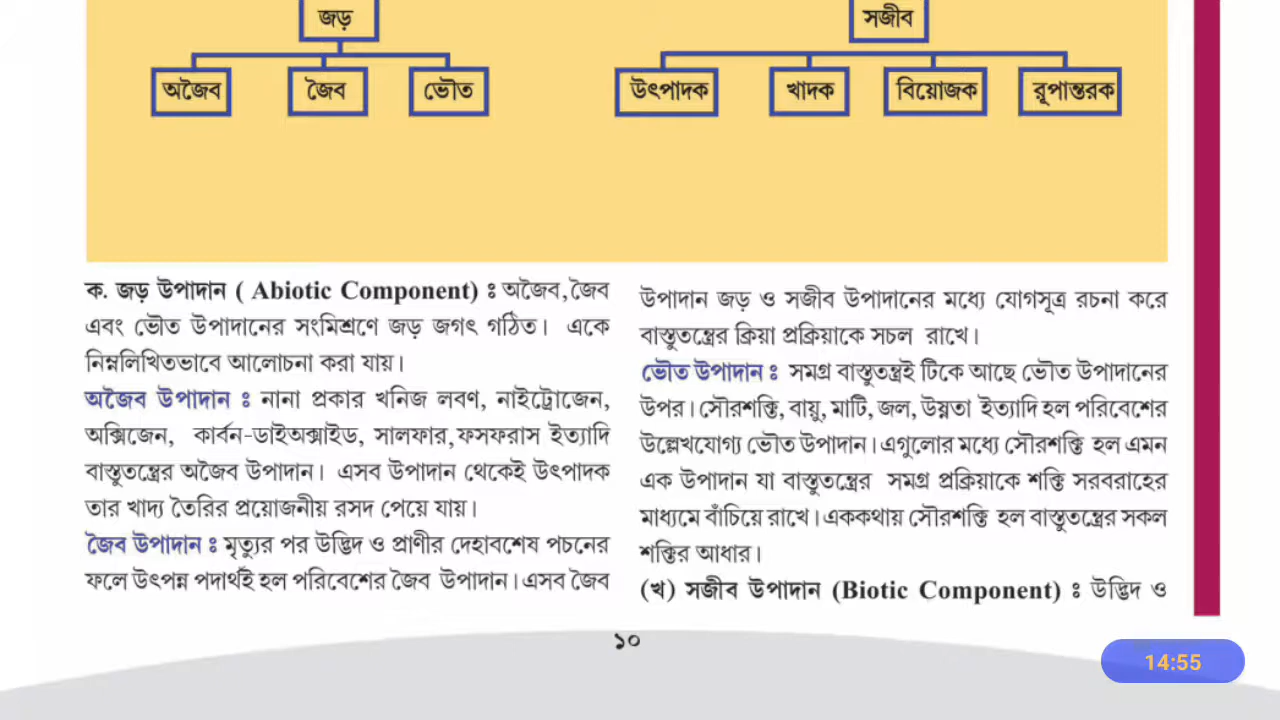 জড়
সজীব
অজৈব
জৈব
ভৌত
উৎপাদক
খাদক
বিয়োজক
রূপান্তরক
ক. জড় উপাদান ( Abiotic Component) ঃ অজৈব,জৈব
এবং ভৌত উপাদানের সংমিশ্রণে জড় জগৎ গঠিত। একে
নিম্নলিখিতভাবে আলোচনা করা যায়।
অজৈব উপাদান ঃ নানা প্রকার খনিজ লবণ, নাইট্রোজেন,
অক্সিজেন, কার্বন-ডাইঅক্সাইড, সালফার,ফসফরাস ইত্যাদি
বাস্তুতন্ত্রের অজৈব উপাদান। এসব উপাদান থেকেই উৎপাদক
তার খাদ্য তৈরির প্রয়োজনীয় রসদ পেয়ে যায়।
জৈব উপাদান ঃ মৃত্যুর পর উদ্ভিদ ও প্রাণীর দেহাবশেষ পচনের
ফলে উৎপন্ন পদার্থই হল পরিবেশের জৈব উপাদান। এসব জৈব
উপাদান জড় ও সজীব উপাদানের মধ্যে যোগসূত্র রচনা করে
বাস্তুতন্ত্রের ক্রিয়া প্রক্রিয়াকে সচল রাখে।
ভৌত উপাদান ঃ সমগ্র বাস্তুতন্ত্রই টিকে আছে ভৌত উপাদানের
উপর। সৌরশক্তি, বায়ু, মাটি, জল, উষ্ণতা ইত্যাদি হল পরিবেশের
উল্লেখযোগ্য ভৌত উপাদান। এগুলোর মধ্যে সৌরশক্তি হল এমন
এক উপাদান যা বাস্তুতন্ত্রের সমগ্র প্রক্রিয়াকে শক্তি সরবরাহের
মাধ্যমে বাঁচিয়ে রাখে। এককথায় সৌরশক্তি হল বাস্তুতন্ত্রের সকল
শক্তির আধার।
(খ) সজীব উপাদান (Biotic Component) ঃ উদ্ভিদ ও
১০
14:55